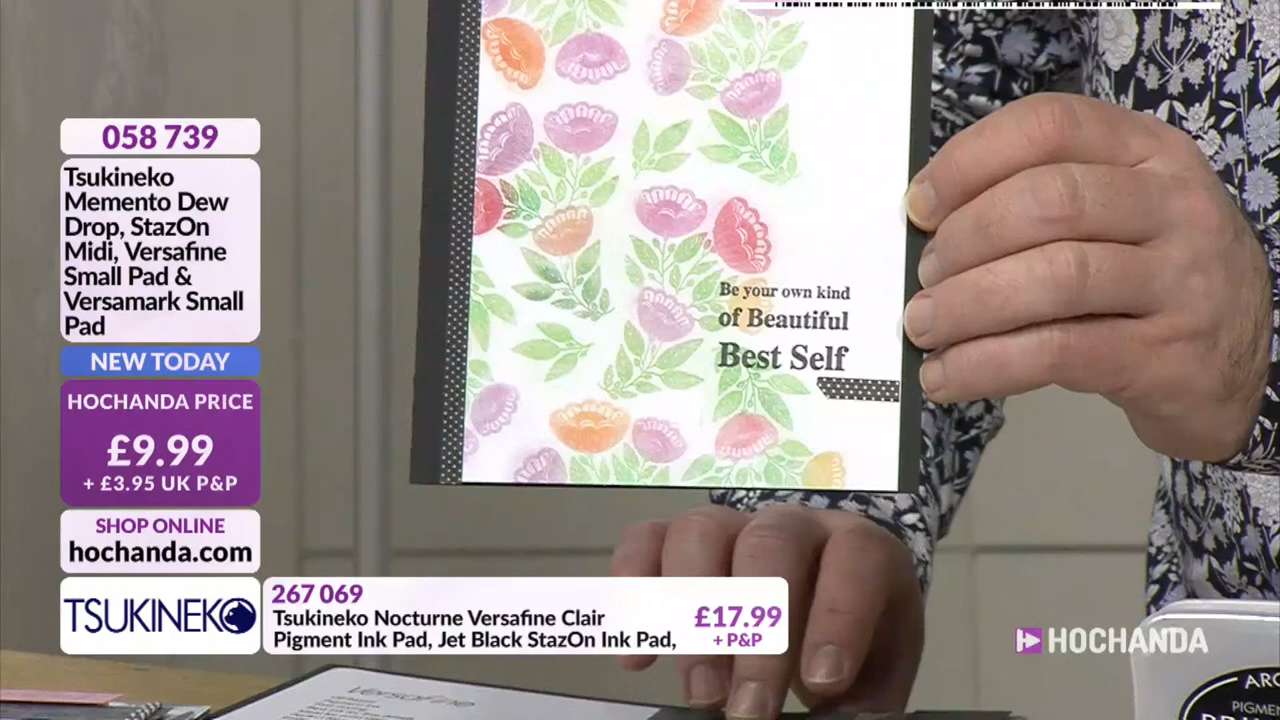 058 739
Tsukineko
Memento Dew
Drop, StazOn
Midi, Versafine
Small Pad &
Versamark Small
Pad
NEW TODAY
HOCHANDA PRICE
£9.99
+ £3.95 UK P&P
SHOP ONLINE
hochanda.com
TSUKINEKO
267 069
Tsukineko Nocturne Versafine Clair
Pigment Ink Pad, Jet Black StazOn Ink Pad,
£17.99
+ P&P
Be your own kind
of Beautiful
Best Self
HOCHANDA
Versafine